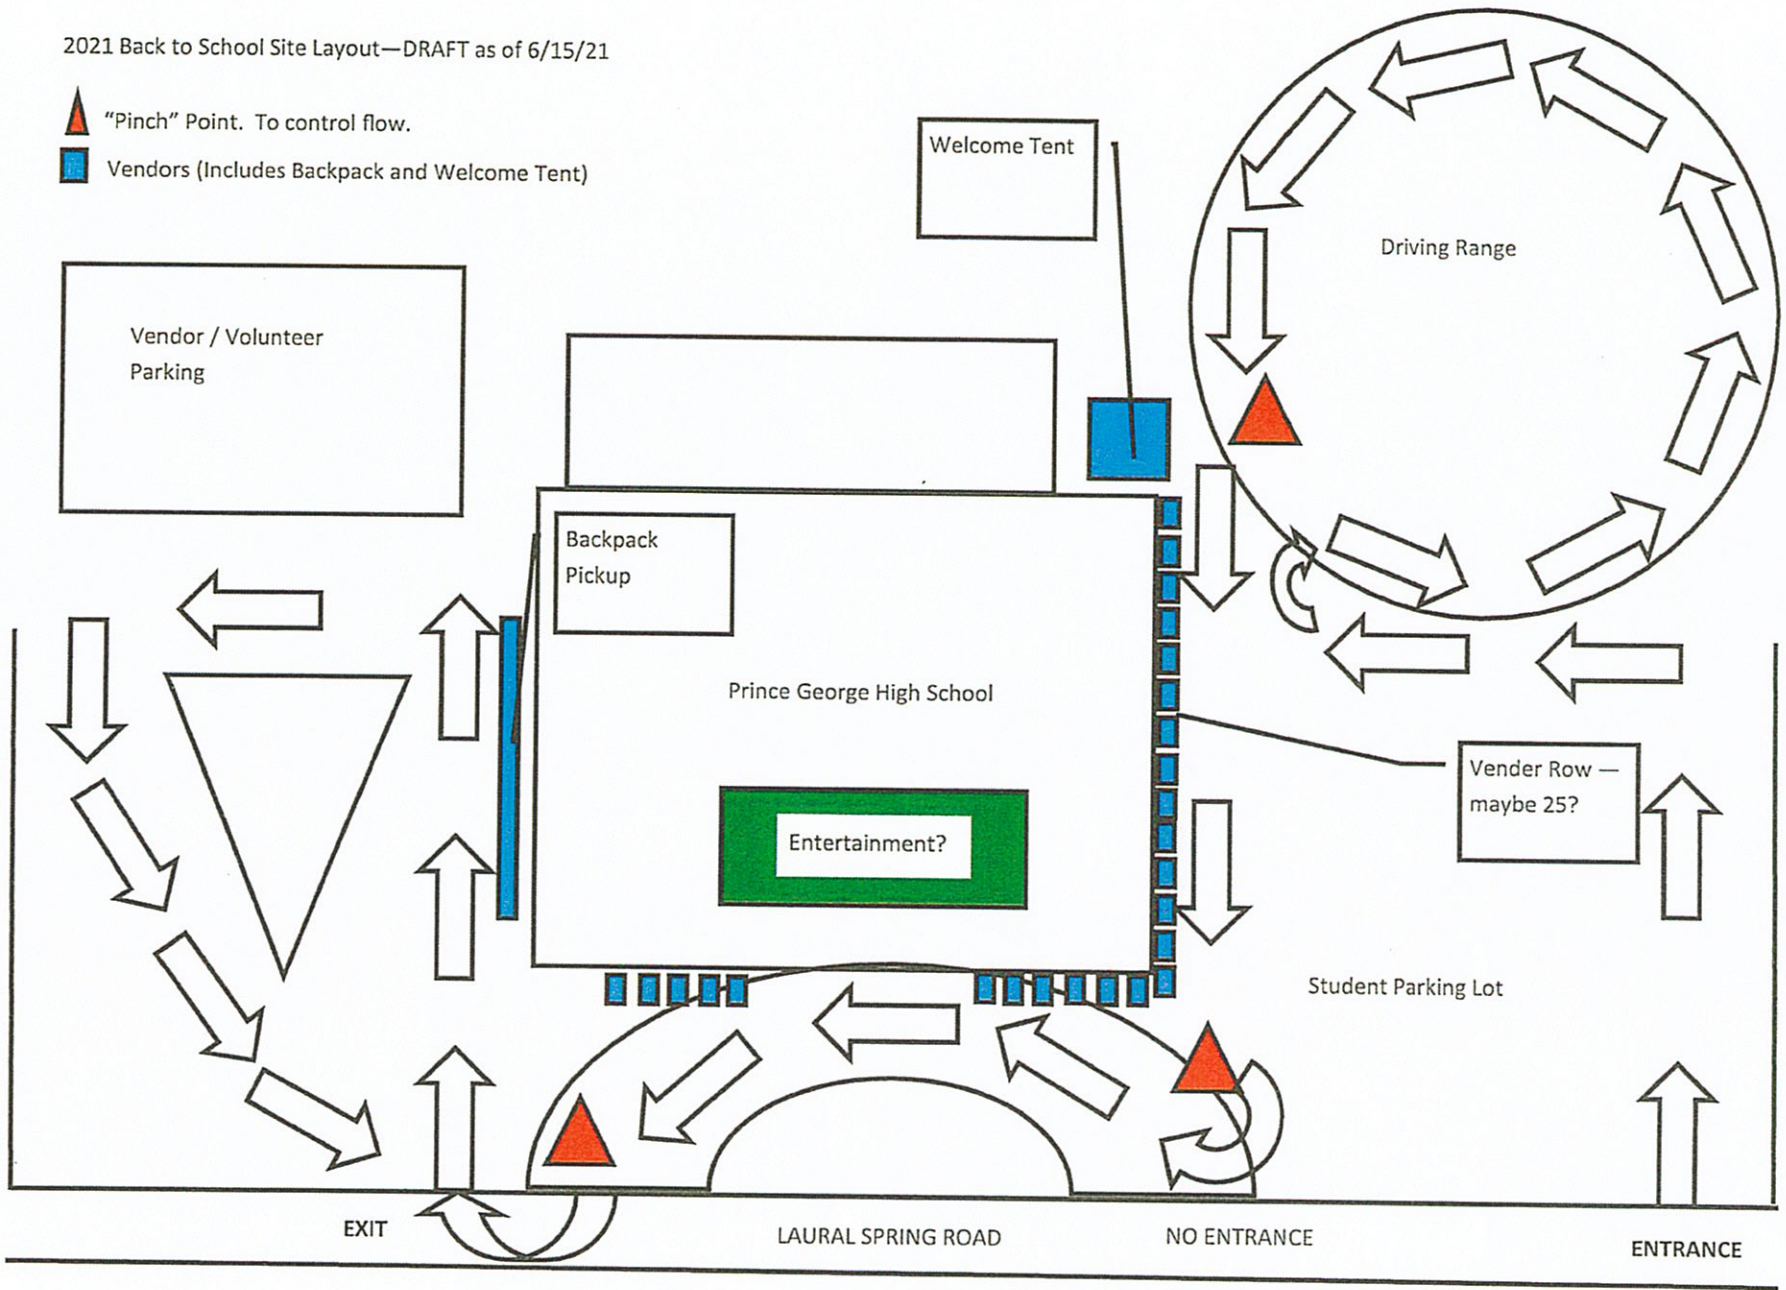 2021 Back to School Site Layout—DRAFT as of 6/15/21
"Pinch" Point.  To control flow.
Vendors (Includes Backpack and Welcome Tent)
Welcome Tent
Driving Range
Vendor / Volunteer
Parking
Backpack
Pickup
Prince George High School
Vender Row —
maybe 25?
Entertainment?
Student Parking Lot
EXIT
LAURAL SPRING ROAD
NO ENTRANCE
ENTRANCE